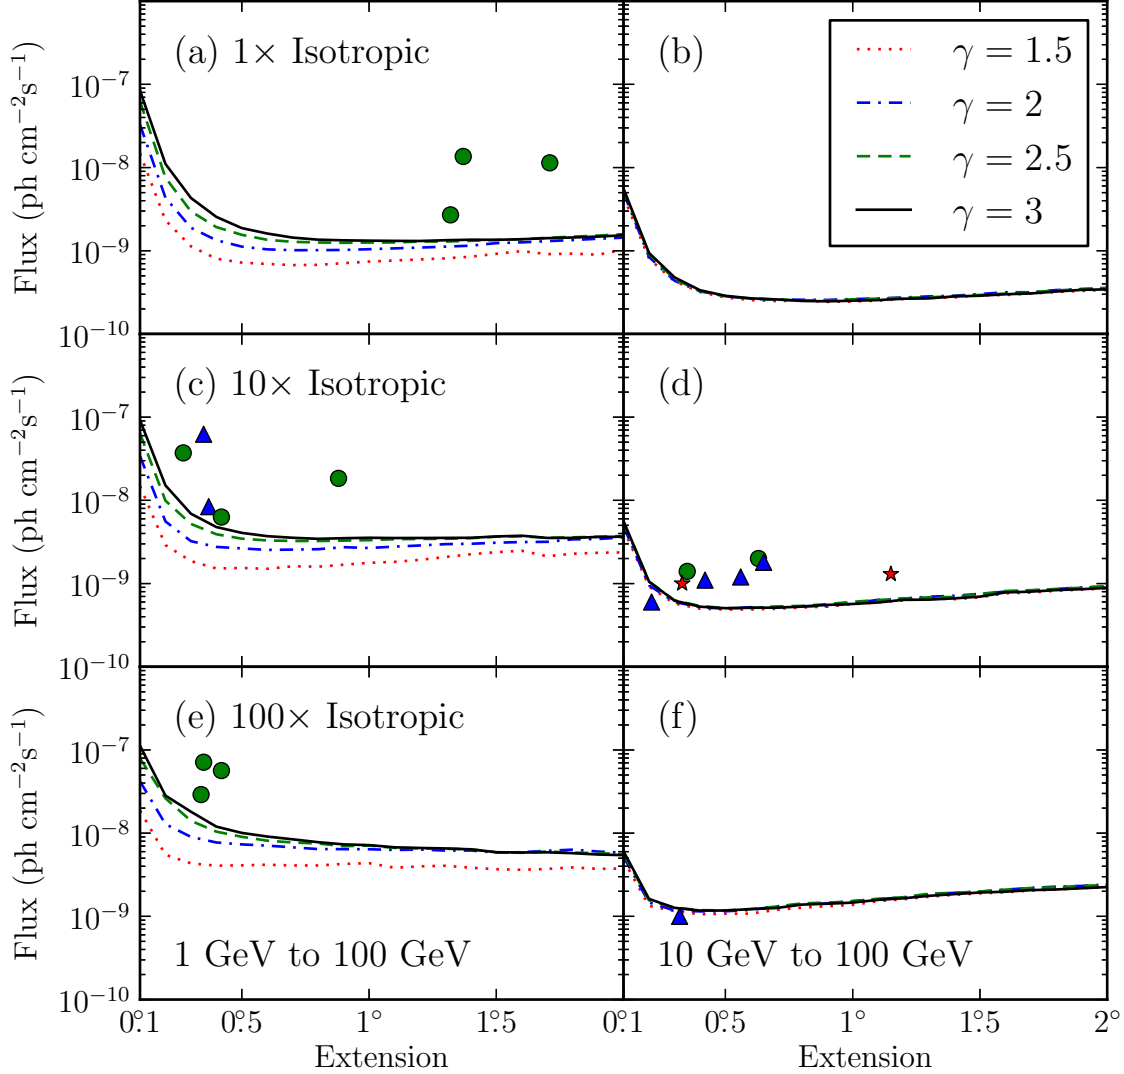 (a) 1× Isotropic
(b)
γ = 1.5
γ = 2
γ = 2.5
γ = 3
Flux (ph cm⁻²s⁻¹)
10⁻⁷
10⁻⁸
10⁻⁹
10⁻¹⁰
(c) 10× Isotropic
(d)
Flux (ph cm⁻²s⁻¹)
10⁻⁷
10⁻⁸
10⁻⁹
10⁻¹⁰
(e) 100× Isotropic
(f)
Flux (ph cm⁻²s⁻¹)
10⁻⁷
10⁻⁸
10⁻⁹
10⁻¹⁰
1 GeV to 100 GeV
10 GeV to 100 GeV
0°.1 0°.5 1° 1°.5 0°.1 0°.5 1° 1°.5 2°
Extension Extension